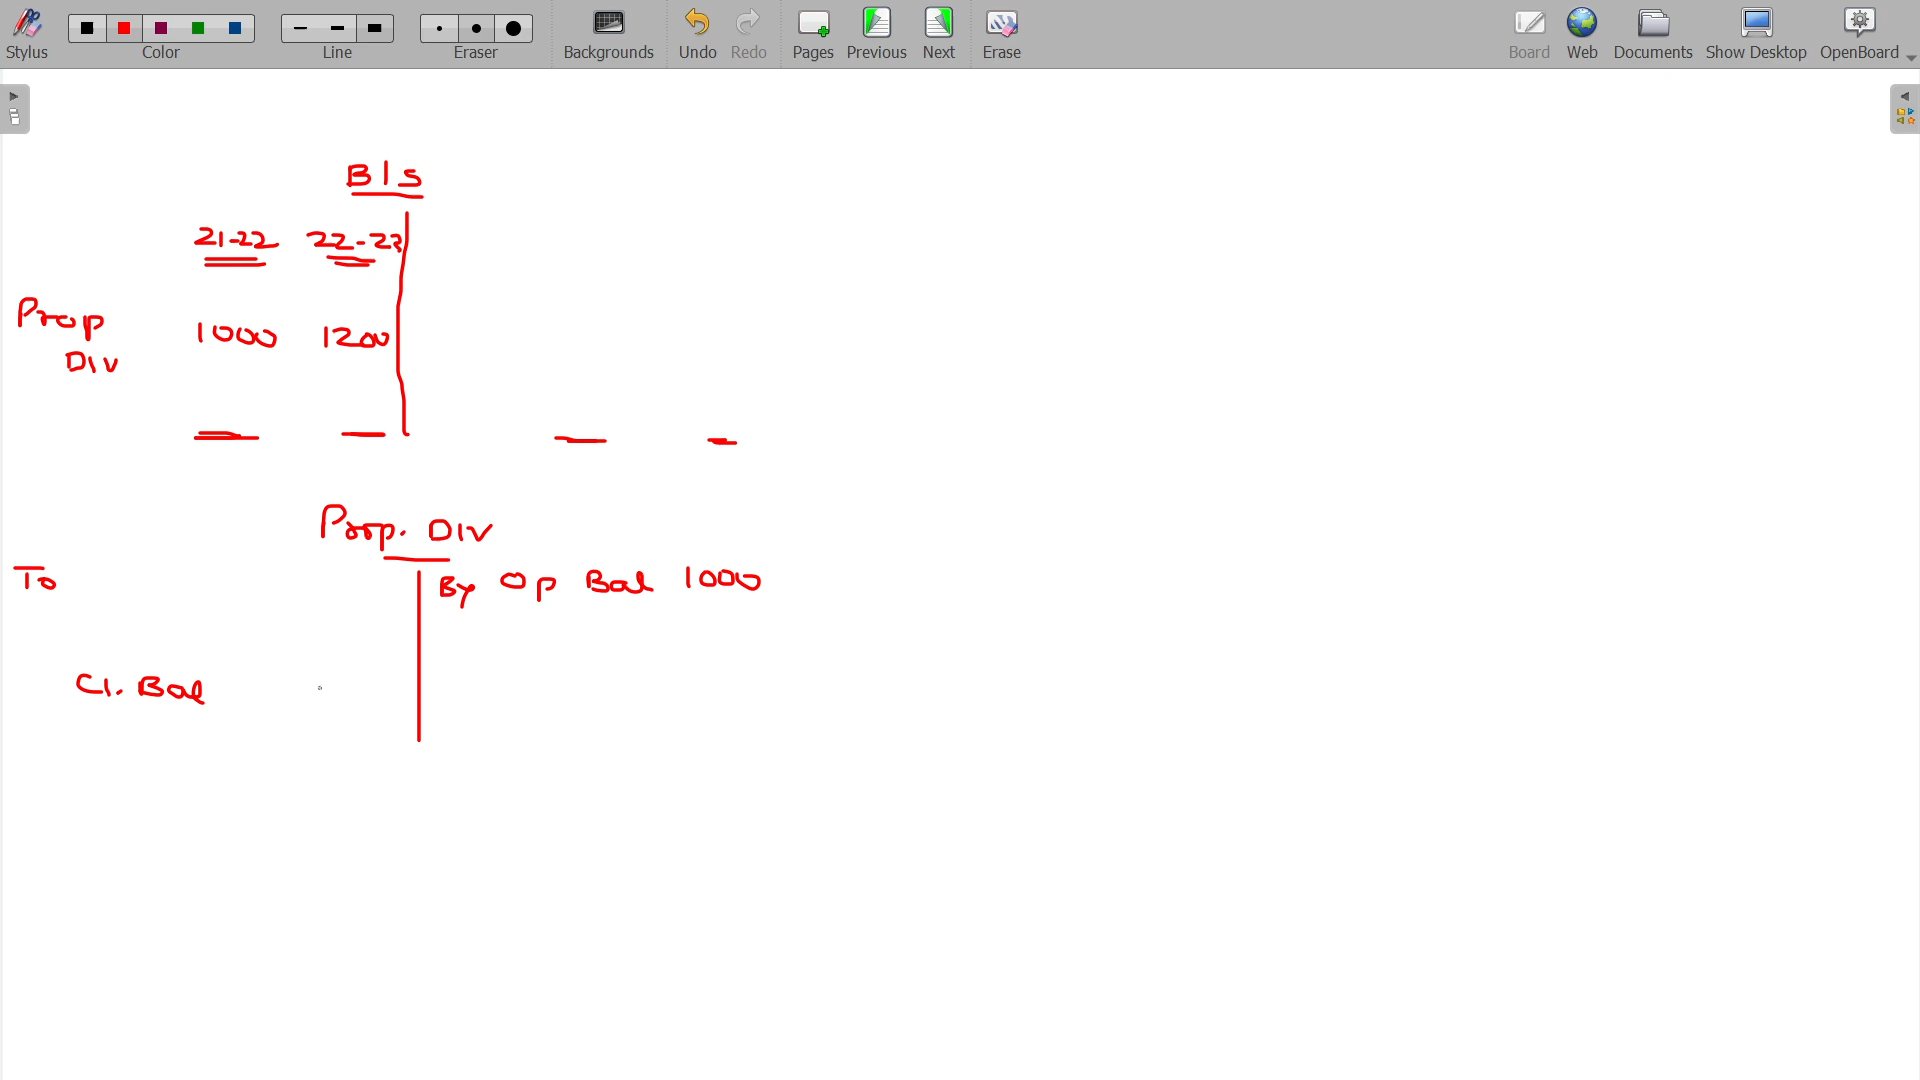 Stylus Color Line Eraser Backgrounds Undo Redo Pages Previous Next Erase Board Web Documents Show Desktop OpenBoard
B/s
21-22 22-23
Prop 1000 1200
Div
Prop. Div
To By Op Bal 1000
Cl. Bal